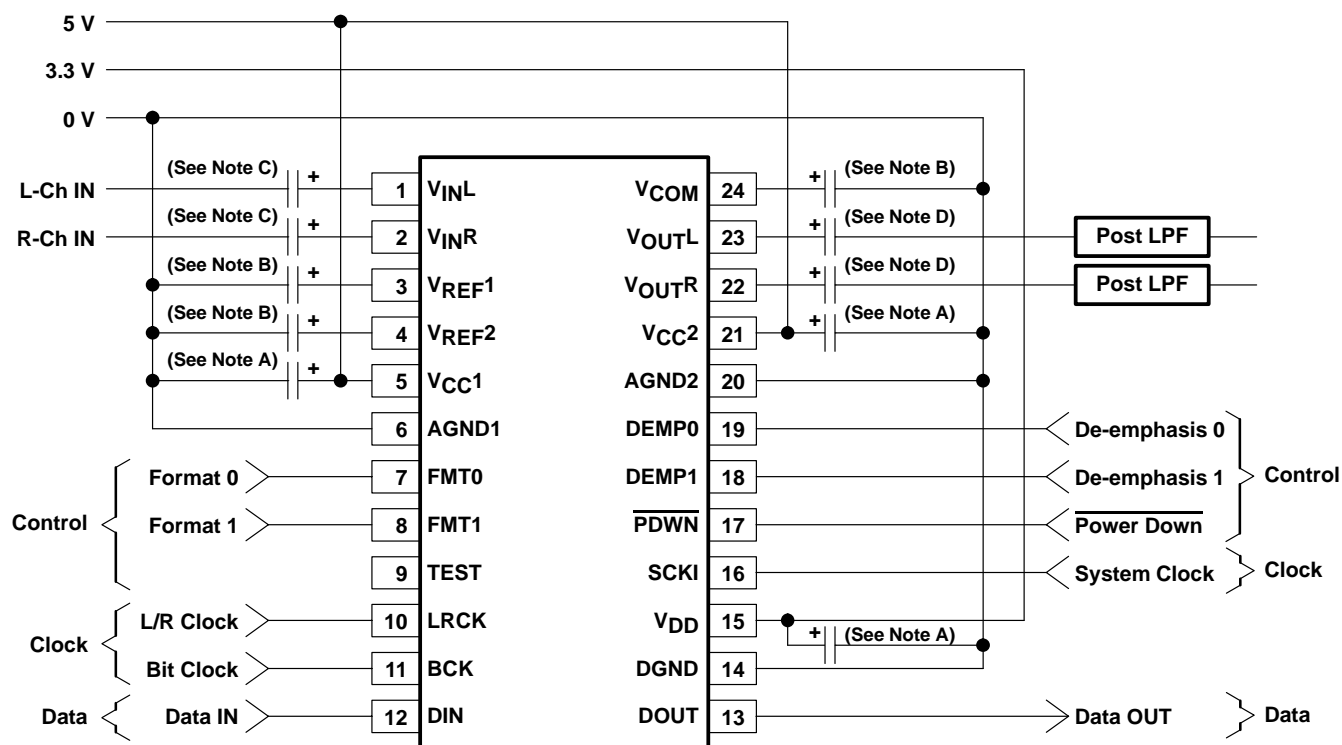 5 V
3.3 V
0 V
(See Note C) +
L-Ch IN
1 VINL
VCOM 24
+ (See Note B)
(See Note C) +
R-Ch IN
2 VINR
VOUTL 23
+ (See Note D)
Post LPF
(See Note B) +
3 VREF1
VOUTR 22
+ (See Note D)
Post LPF
(See Note B) +
4 VREF2
VCC2 21
+ (See Note A)
(See Note A) +
5 VCC1
AGND2 20
6 AGND1
DEMP0 19
De-emphasis 0
Format 0
7 FMT0
DEMP1 18
De-emphasis 1
Control
Control
Format 1
8 FMT1
PDWN 17
Power Down
9 TEST
SCKI 16
System Clock
Clock
L/R Clock
10 LRCK
VDD 15
+ (See Note A)
Clock
Bit Clock
11 BCK
DGND 14
Data
Data IN
12 DIN
DOUT 13
Data OUT
Data